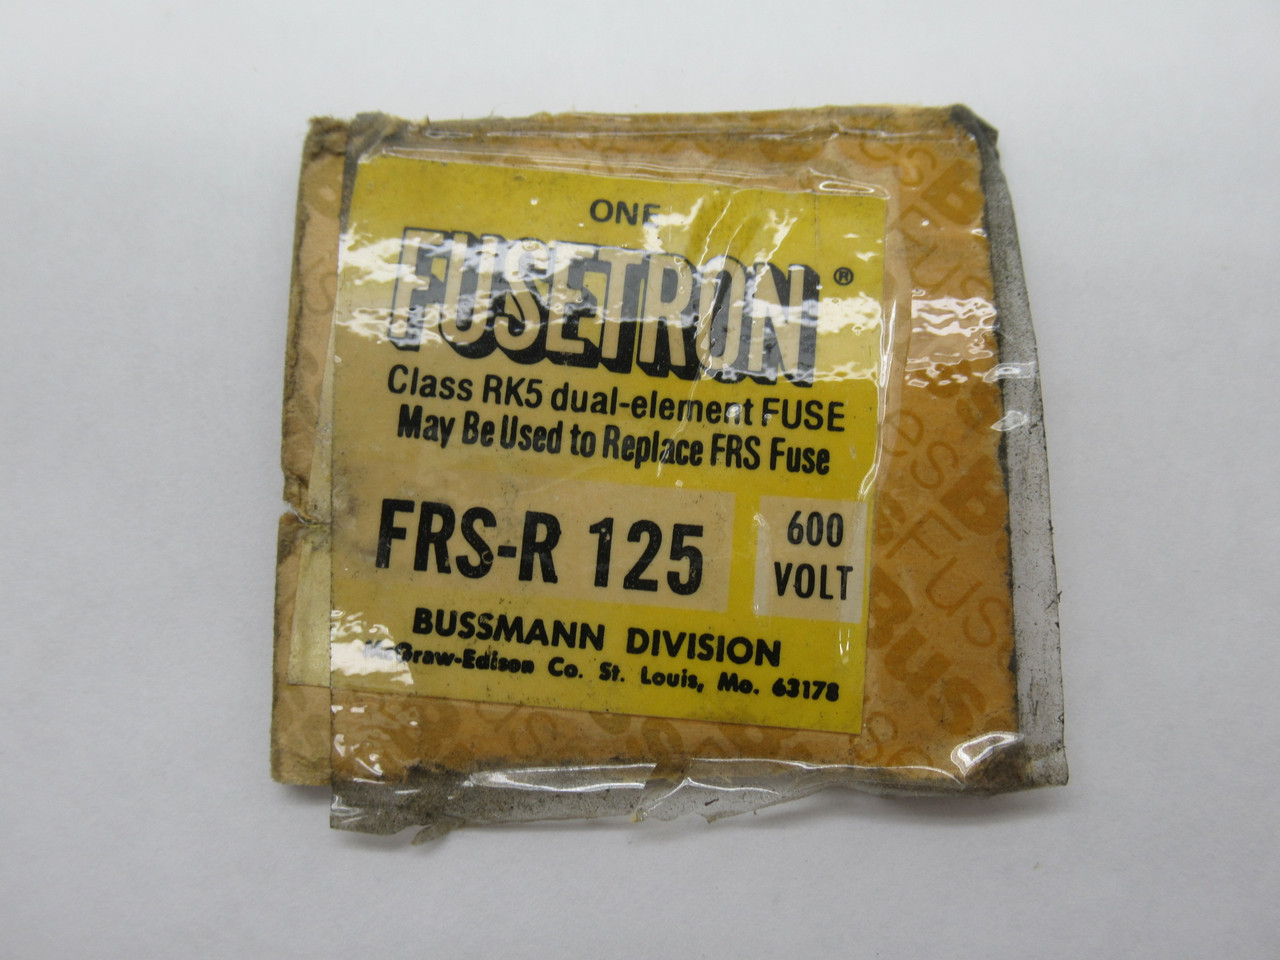 ONE
FUSETRON®
Class RK5 dual-element FUSE
May Be Used to Replace FRS Fuse
FRS-R 125
600
VOLT
BUSSMANN DIVISION
McGraw-Edison Co. St. Louis, Mo. 63178